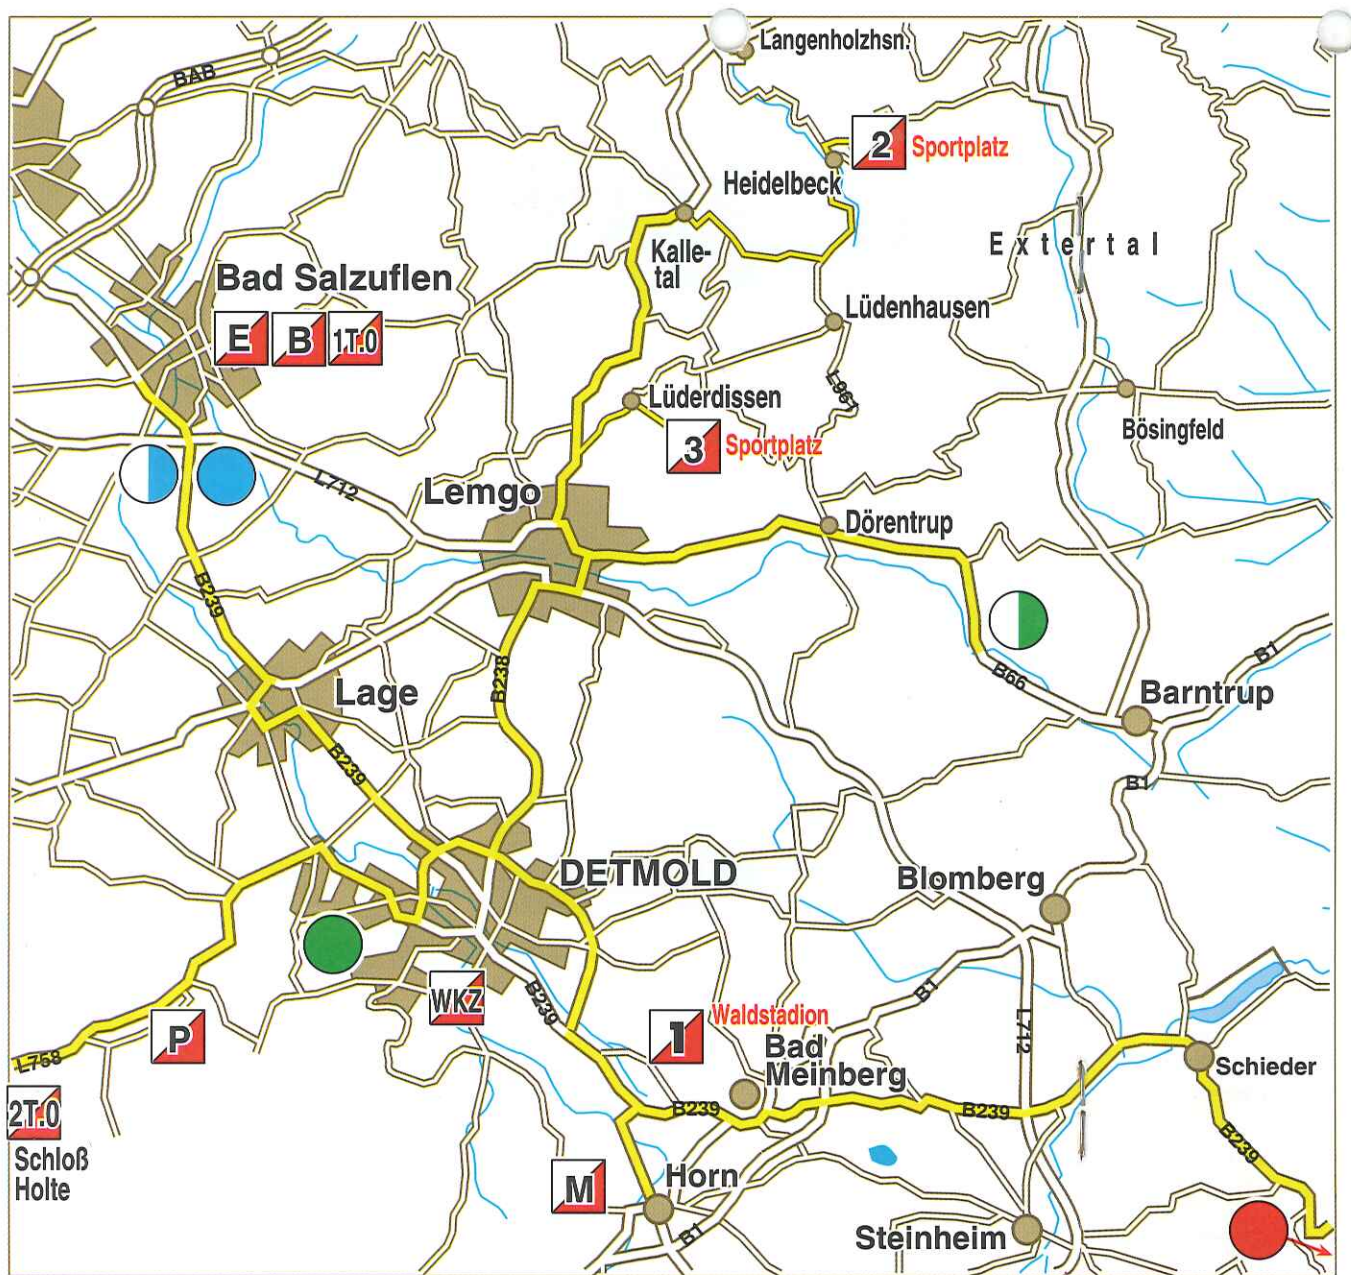 Langenholzhsn.
BAB
2
Sportplatz
Heidelbeck
Extertal
Kalle-
tal
Bad Salzuflen
E
B
1T.0
Lüdenhausen
L961
Lüderdissen
3
Sportplatz
Bösingfeld
L712
Lemgo
Dörentrup
B239
B238
B66
B1
Lage
Barntrup
B239
B1
DETMOLD
Blomberg
WKZ
B239
1
Waldstadion
B1
L712
P
Bad
Meinberg
L758
Schieder
2T.0
B239
B239
B239
Schloß
Holte
M
Horn
Steinheim
B1